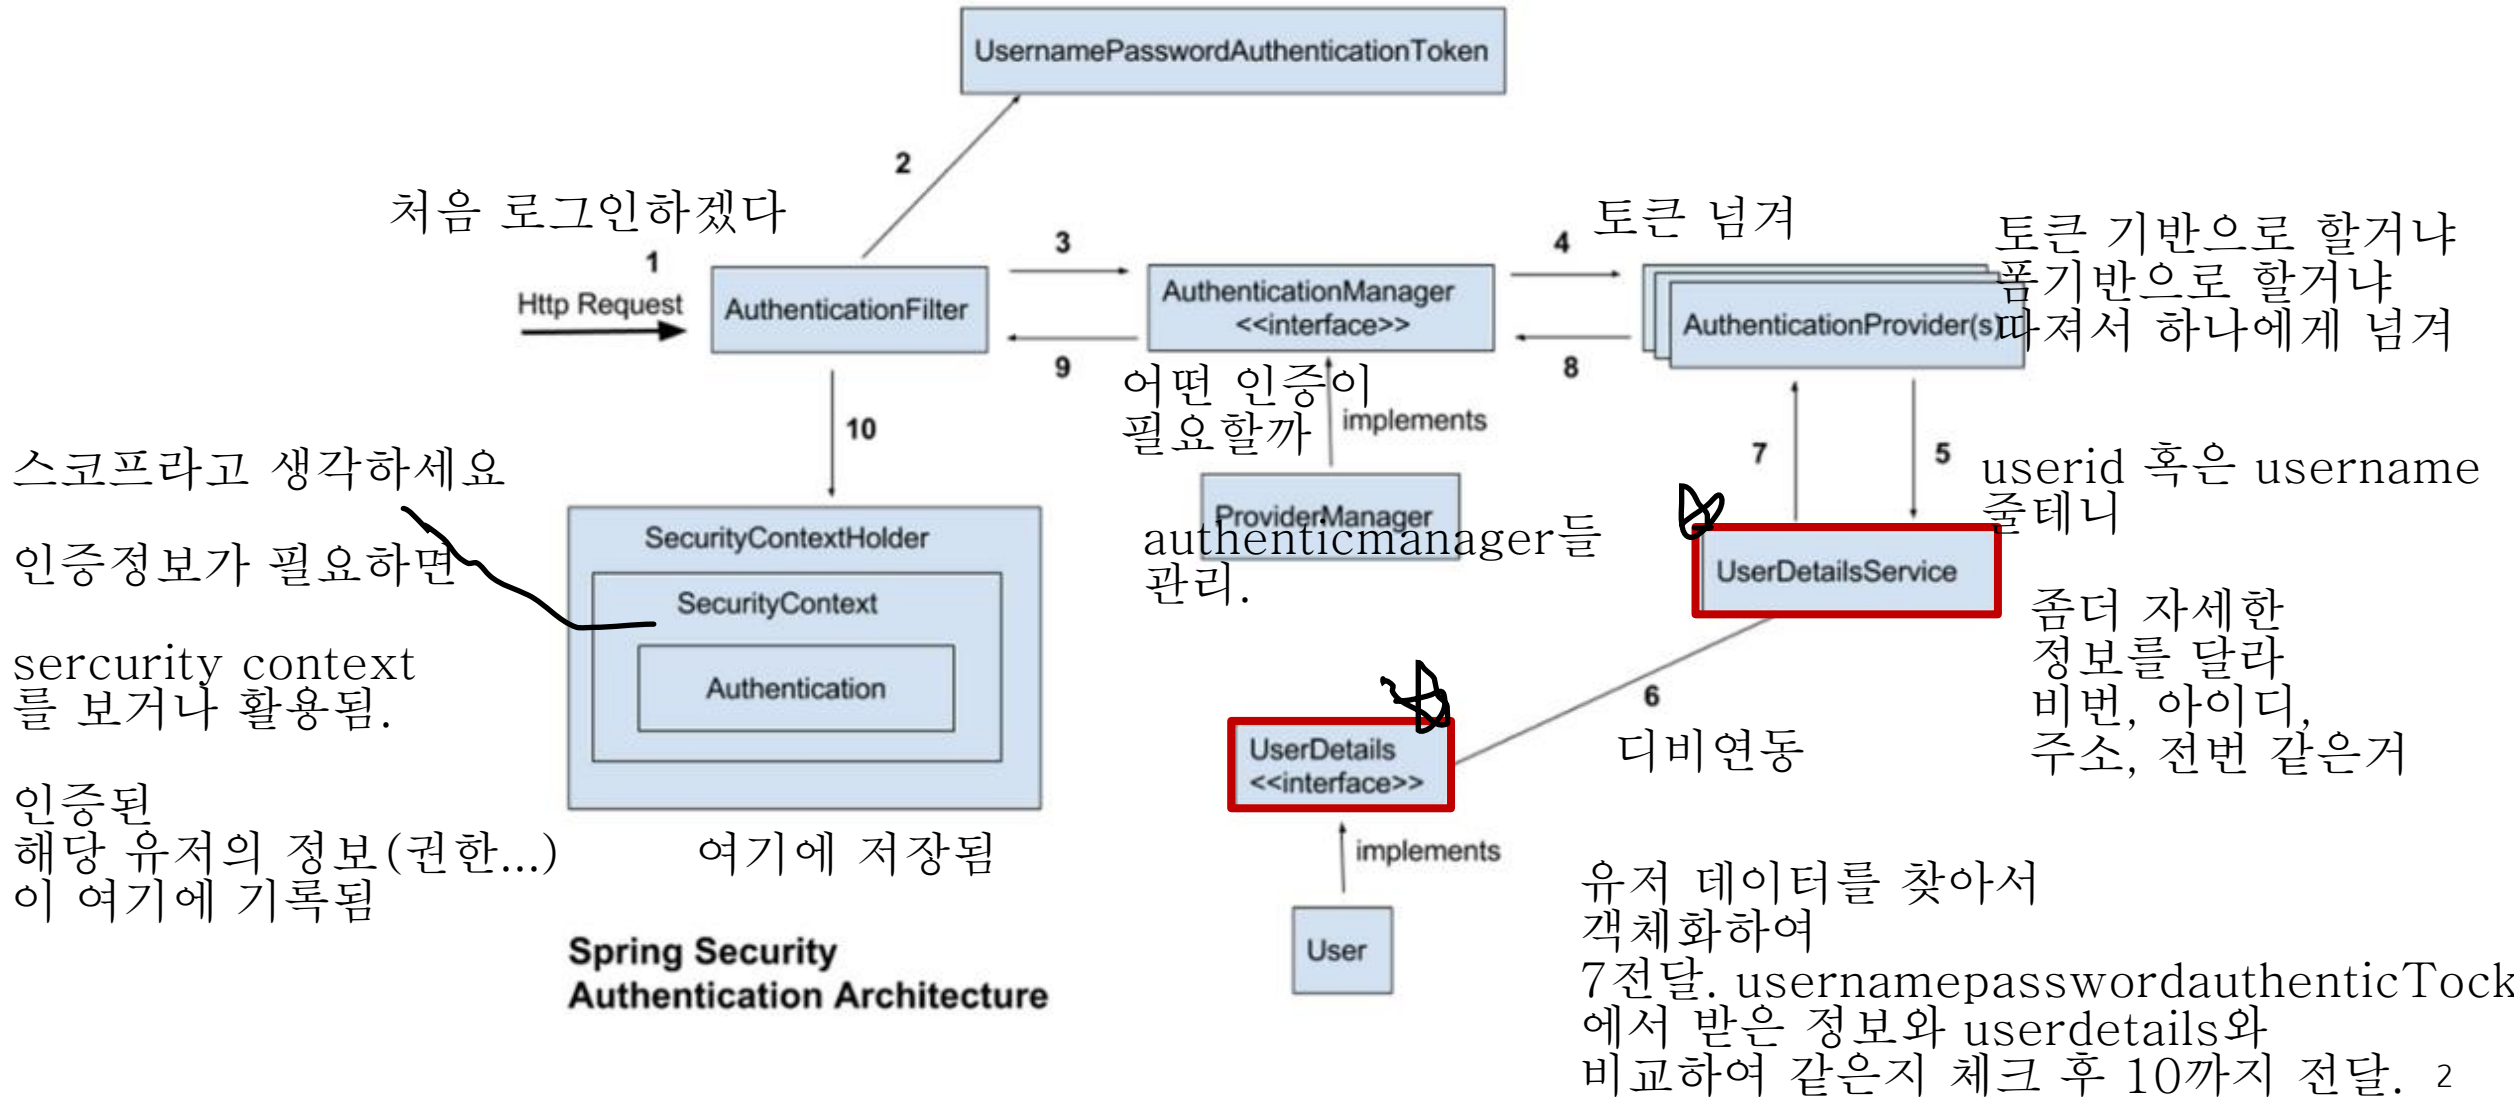 UsernamePasswordAuthenticationToken
2
처음 로그인하겠다
1
Http Request
AuthenticationFilter
3
9
AuthenticationManager
<<interface>>
어떤 인증이
필요할까
implements
ProviderManager
authenticmanager들
관리.
4
토큰 넘겨
8
토큰 기반으로 할거냐
폼기반으로 할거냐
따져서 하나에게 넘겨
AuthenticationProvider(s)
7
5
userid 혹은 username
줄테니
UserDetailsService
좀더 자세한
정보를 달라
비번, 아이디,
주소, 전번 같은거
6
디비연동
UserDetails
<<interface>>
implements
User
유저 데이터를 찾아서
객체화하여
7전달. usernamepasswordauthenticTock
에서 받은 정보와 userdetails와
비교하여 같은지 체크 후 10까지 전달.
10
스코프라고 생각하세요
인증정보가 필요하면
sercurity context
를 보거나 활용됨.
인증된
해당 유저의 정보(권한...)
이 여기에 기록됨
SecurityContextHolder
SecurityContext
Authentication
여기에 저장됨
Spring Security
Authentication Architecture
2